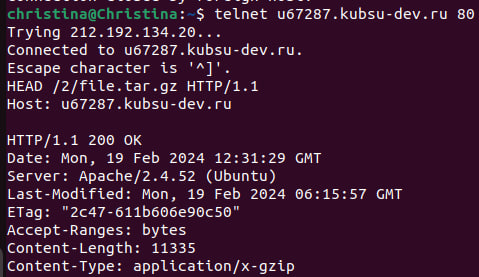 christina@Christina:~$ telnet u67287.kubsu-dev.ru 80
Trying 212.192.134.20...
Connected to u67287.kubsu-dev.ru.
Escape character is '^]'.
HEAD /2/file.tar.gz HTTP/1.1
Host: u67287.kubsu-dev.ru
HTTP/1.1 200 OK
Date: Mon, 19 Feb 2024 12:31:29 GMT
Server: Apache/2.4.52 (Ubuntu)
Last-Modified: Mon, 19 Feb 2024 06:15:57 GMT
ETag: "2c47-611b606e90c50"
Accept-Ranges: bytes
Content-Length: 11335
Content-Type: application/x-gzip